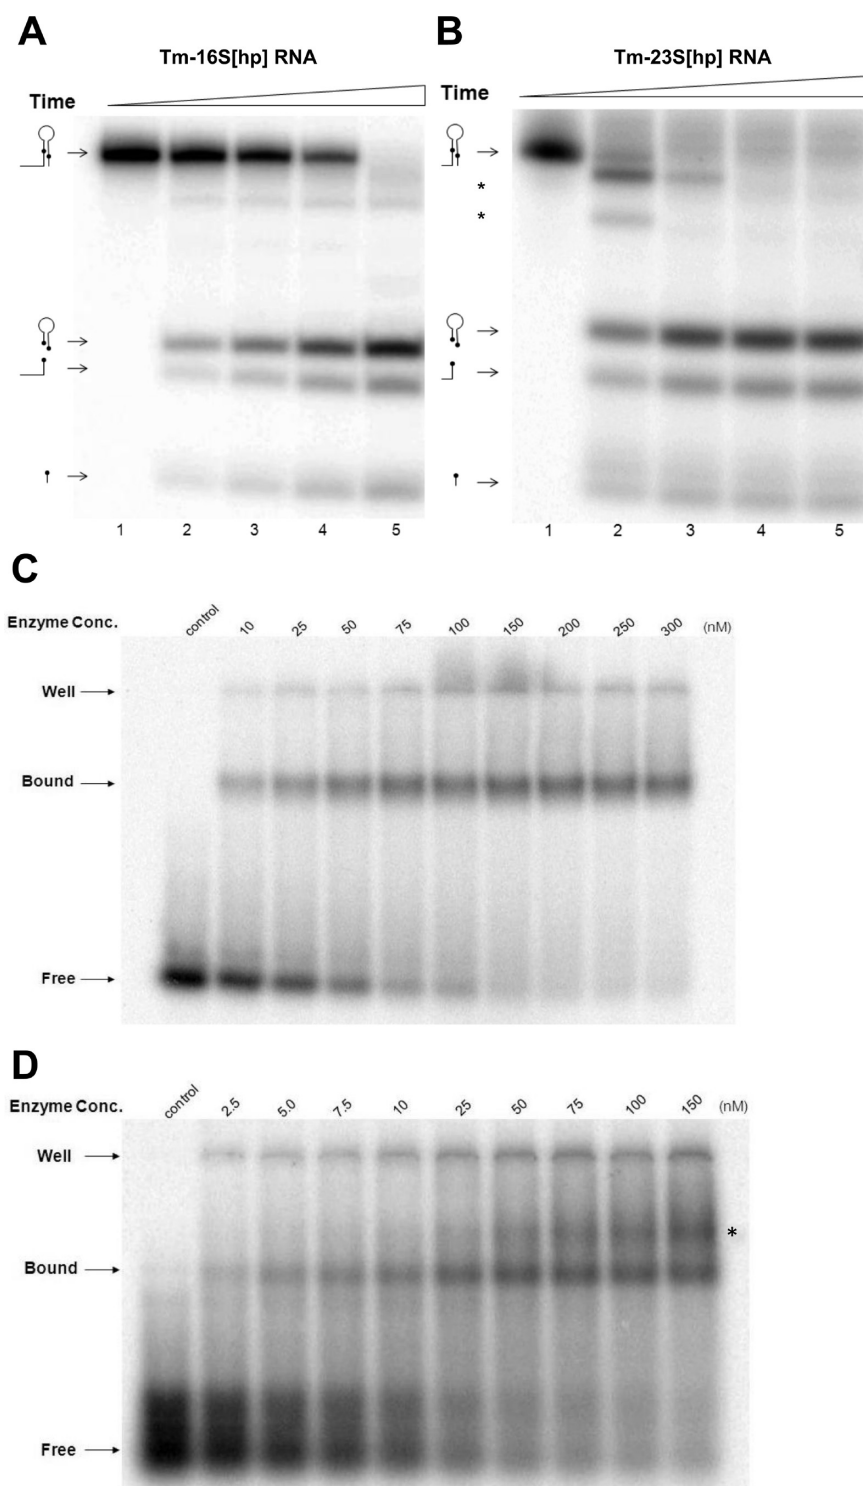 A
B
Tm-16S[hp] RNA
Tm-23S[hp] RNA
Time
Time
*
*
1 2 3 4 5
1 2 3 4 5
C
Enzyme Conc. control 10 25 50 75 100 150 200 250 300 (nM)
Well
Bound
Free
D
Enzyme Conc. control 2.5 5.0 7.5 10 25 50 75 100 150 (nM)
Well
*
Bound
Free